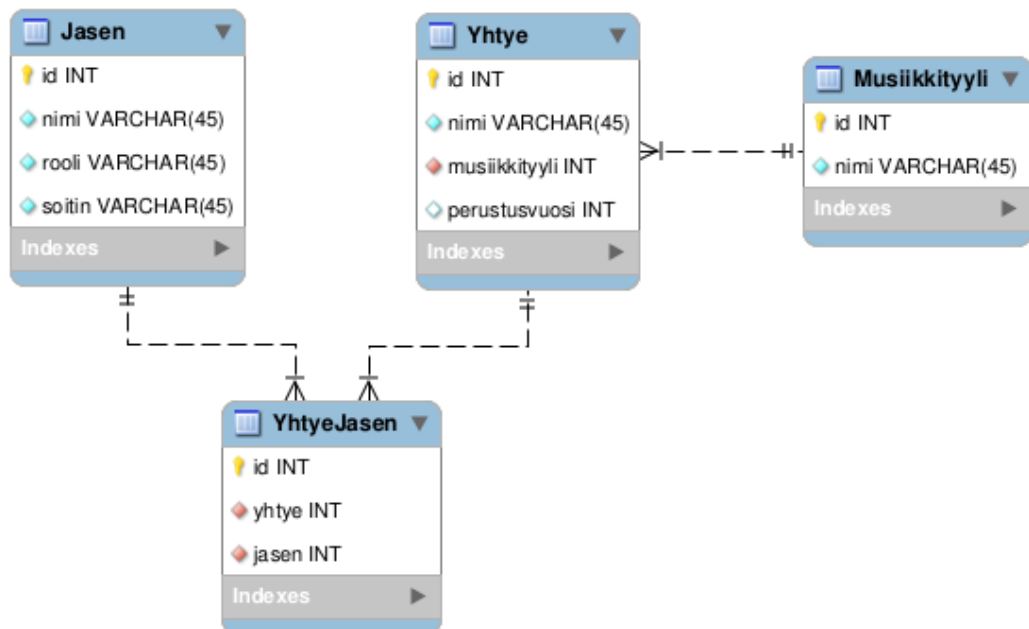 Jasen
id INT
nimi VARCHAR(45)
rooli VARCHAR(45)
soitin VARCHAR(45)
Indexes
Yhtye
id INT
nimi VARCHAR(45)
musiikkityyli INT
perustusvuosi INT
Indexes
Musiikkityyli
id INT
nimi VARCHAR(45)
Indexes
YhtyeJasen
id INT
yhtye INT
jasen INT
Indexes